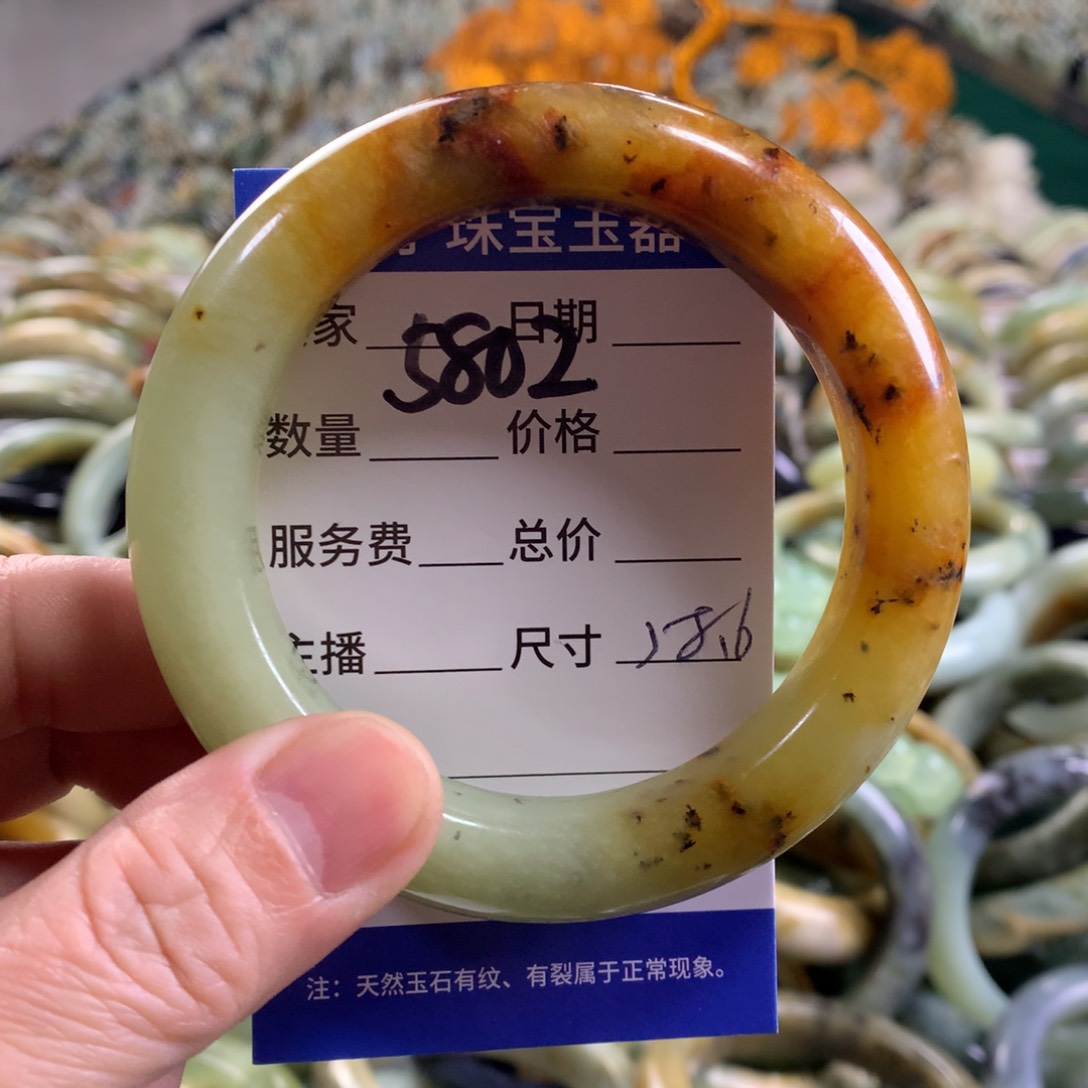 珠宝玉器
家 日期
5802
数量 价格
服务费 总价
主播 尺寸 58.6
注：天然玉石有纹、有裂属于正常现象。